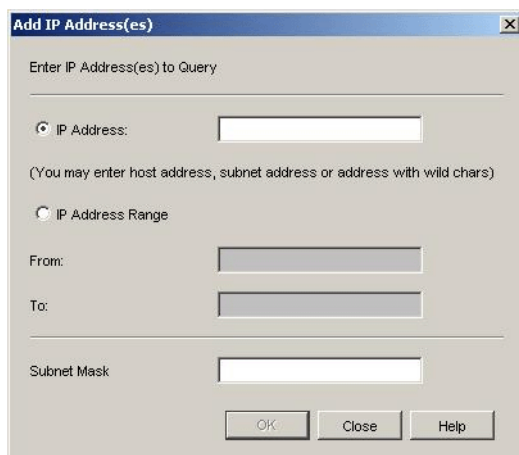 Add IP Address(es)
Enter IP Address(es) to Query
IP Address:
(You may enter host address, subnet address or address with wild chars)
IP Address Range
From:
To:
Subnet Mask
OK Close Help